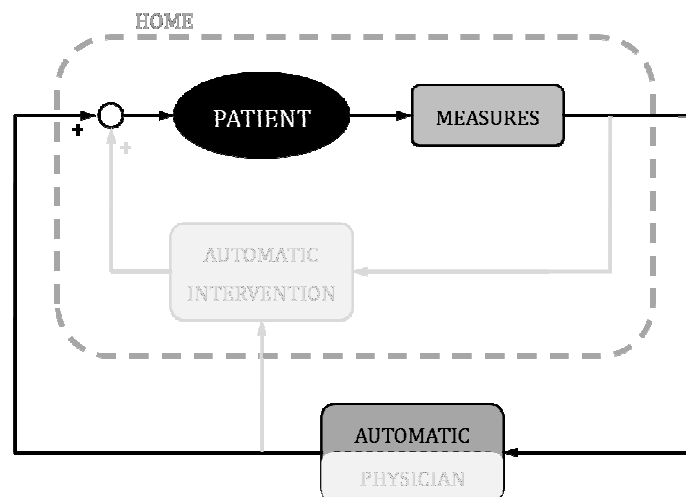 HOME
PATIENT
MEASURES
+
+
AUTOMATIC
INTERVENTION
AUTOMATIC
PHYSICIAN